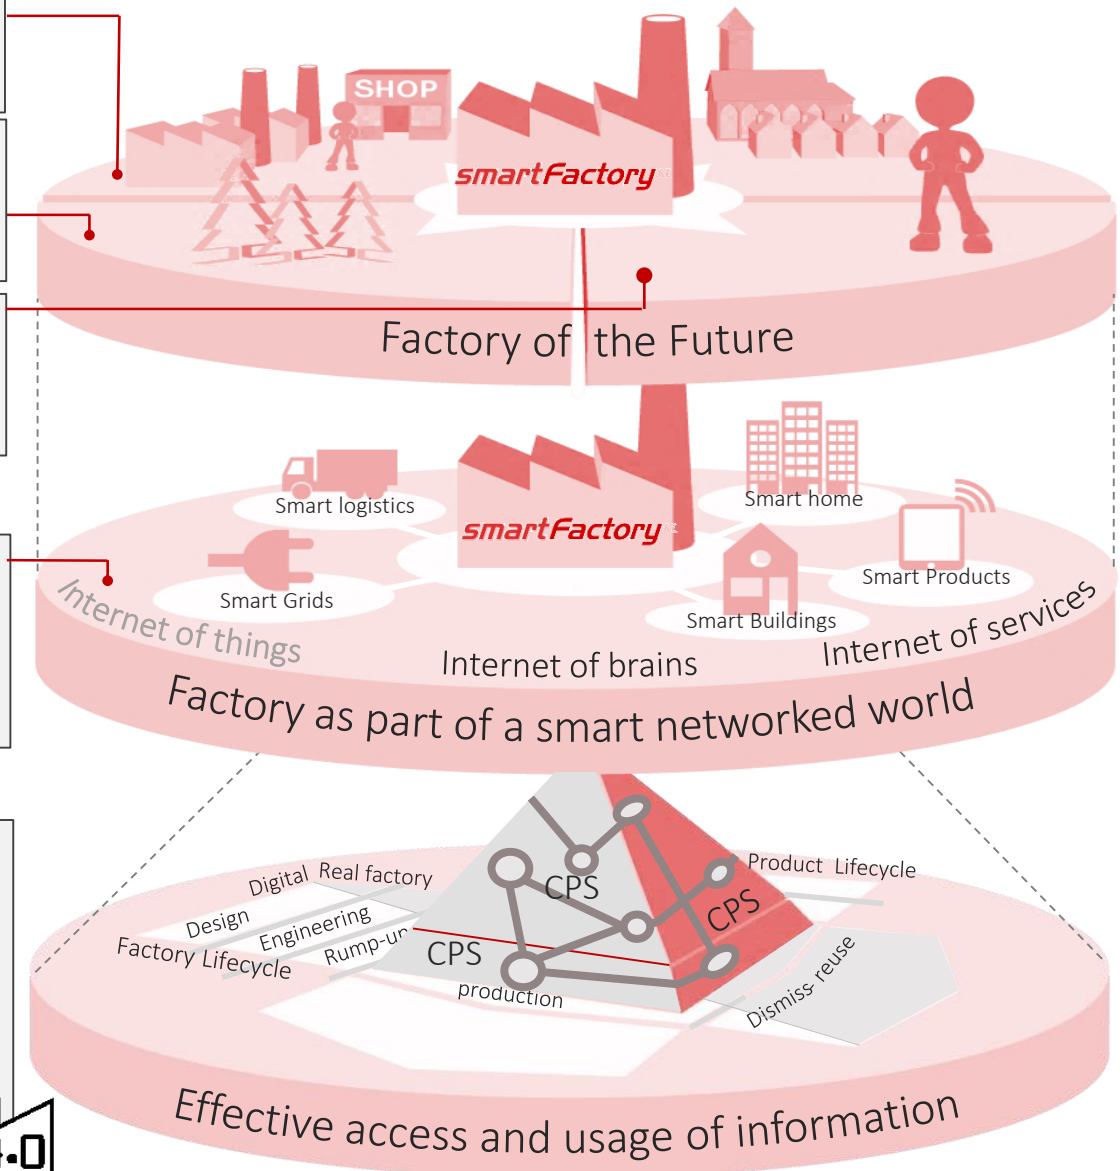 SHOP
smartFactory
Factory of the Future
Smart logistics
Smart home
smartFactory
Smart Products
Smart Grids
Smart Buildings
Internet of things
Internet of brains
Internet of services
Factory as part of a smart networked world
Product Lifecycle
Digital Real factory
CPS
CPS
Design
Engineering
Factory Lifecycle
Rump-up
CPS
production
Dismiss- reuse
Effective access and usage of information
.0